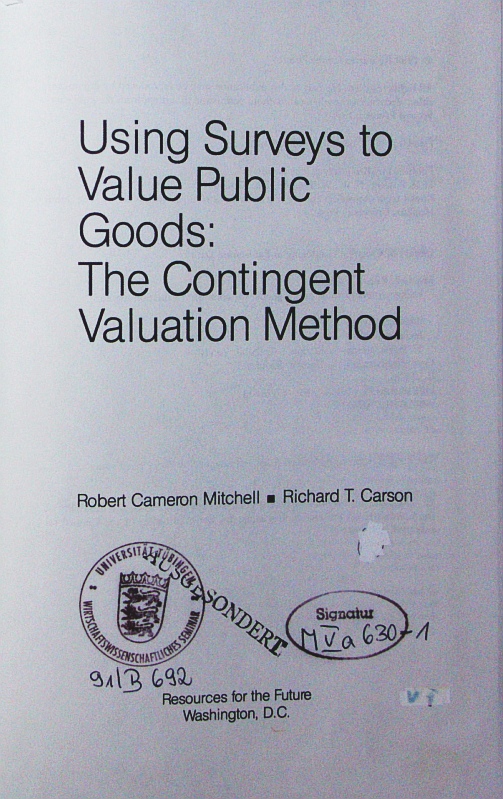 Using Surveys to
Value Public
Goods:
The Contingent
Valuation Method
Robert Cameron Mitchell ■ Richard T. Carson
UNIVERSITÄT TÜBINGEN
WIRTSCHAFTSWISSENSCHAFTLICHES SEMINAR
AUSGESONDERT
Signatur
M V a 630-1
91/B 692
Resources for the Future
Washington, D.C.